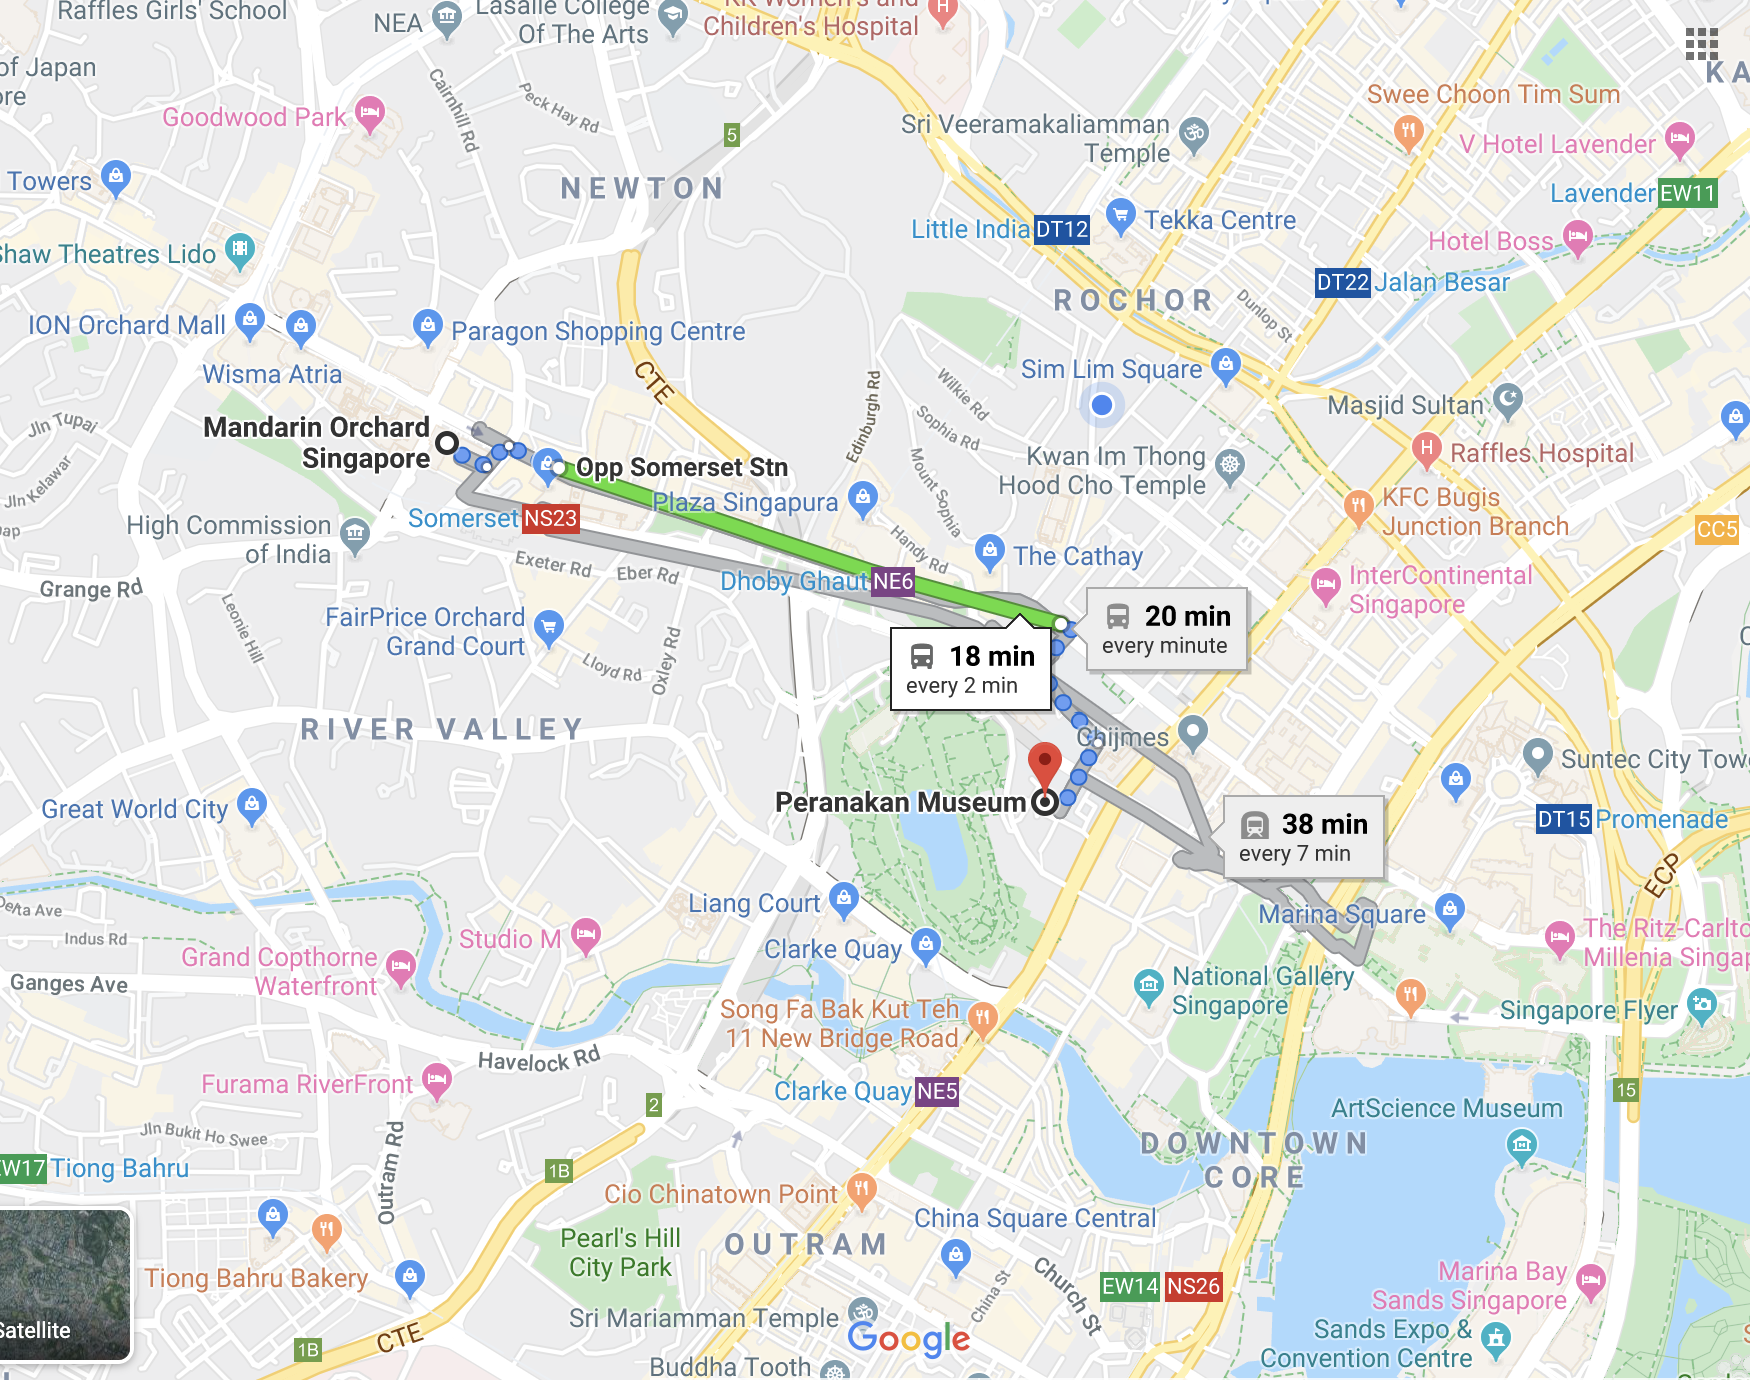 Raffles Girls' School
NEA
Lasalle College
Of The Arts
KK Women's and
Children's Hospital
of Japan
ore
Goodwood Park
Cairnhill Rd
Peck Hay Rd
5
Sri Veeramakaliamman
Temple
Swee Choon Tim Sum
KA
V Hotel Lavender
Towers
NEWTON
Lavender
EW11
Little India
DT12
Tekka Centre
Hotel Boss
Shaw Theatres Lido
DT22
Jalan Besar
ROCHOR
Dunlop St
ION Orchard Mall
Paragon Shopping Centre
Wisma Atria
CTE
Sim Lim Square
Wilkie Rd
Edinburgh Rd
Sophia Rd
Masjid Sultan
Jln Tupai
Mandarin Orchard
Singapore
Opp Somerset Stn
Mount Sophia
Kwan Im Thong
Hood Cho Temple
Raffles Hospital
Jln Kelawar
Plaza Singapura
KFC Bugis
Junction Branch
High Commission
of India
Somerset
NS23
Handy Rd
The Cathay
CC5
Exeter Rd
Eber Rd
Dhoby Ghaut
NE6
InterContinental
Singapore
Grange Rd
Leonie Hill
FairPrice Orchard
Grand Court
20 min
every minute
18 min
every 2 min
Lloyd Rd
Oxley Rd
RIVER VALLEY
Chijmes
Suntec City Tow
Peranakan Museum
Great World City
38 min
every 7 min
DT15
Promenade
ECP
Liang Court
Marina Square
Delta Ave
Indus Rd
Studio M
Clarke Quay
The Ritz-Carlto
Millenia Singap
Grand Copthorne
Waterfront
Ganges Ave
National Gallery
Singapore
Song Fa Bak Kut Teh
11 New Bridge Road
Singapore Flyer
Havelock Rd
Furama RiverFront
Clarke Quay
NE5
2
15
ArtScience Museum
Jln Bukit Ho Swee
Outram Rd
DOWNTOWN
CORE
EW17
Tiong Bahru
1B
Cio Chinatown Point
China Square Central
Pearl's Hill
City Park
OUTRAM
Church St
China St
EW14
NS26
Tiong Bahru Bakery
Marina Bay
Sands Singapore
Sri Mariamman Temple
Google
Satellite
CTE
1B
Sands Expo &
Convention Centre
Buddha Tooth